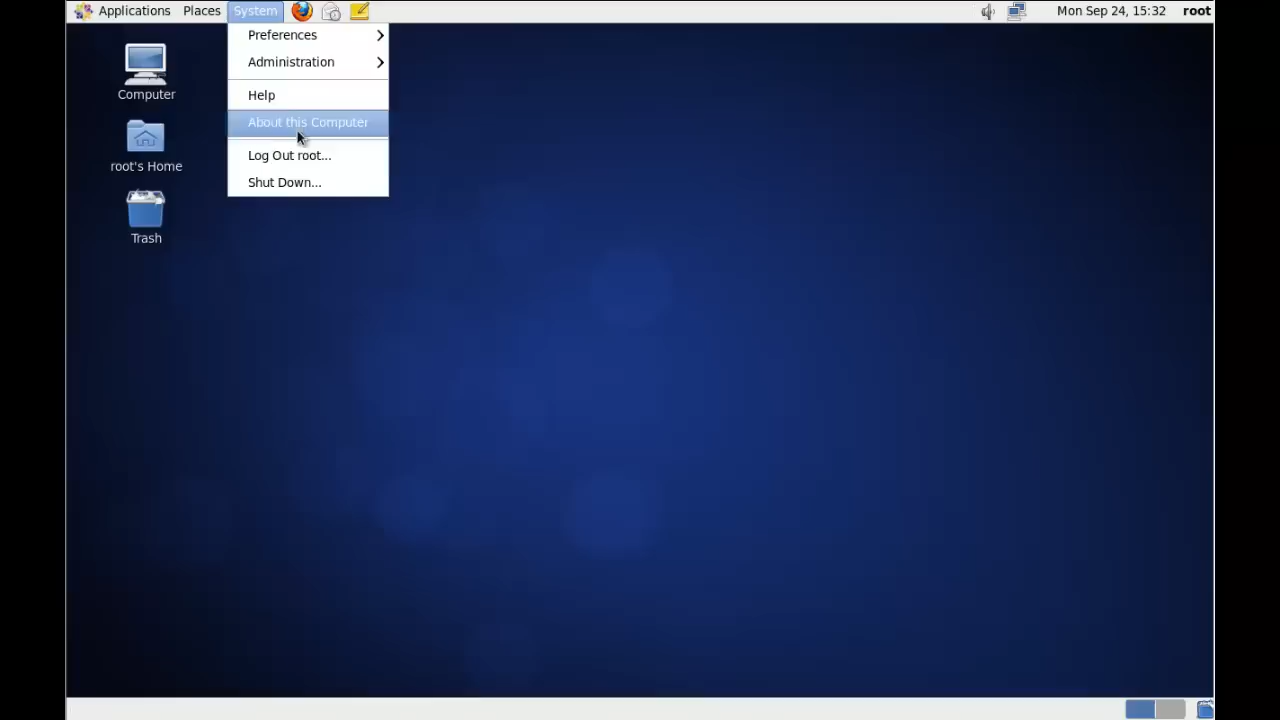 Applications Places System Mon Sep 24, 15:32 root
Preferences
Administration
Help
About this Computer
Log Out root...
Shut Down...
Computer
root's Home
Trash